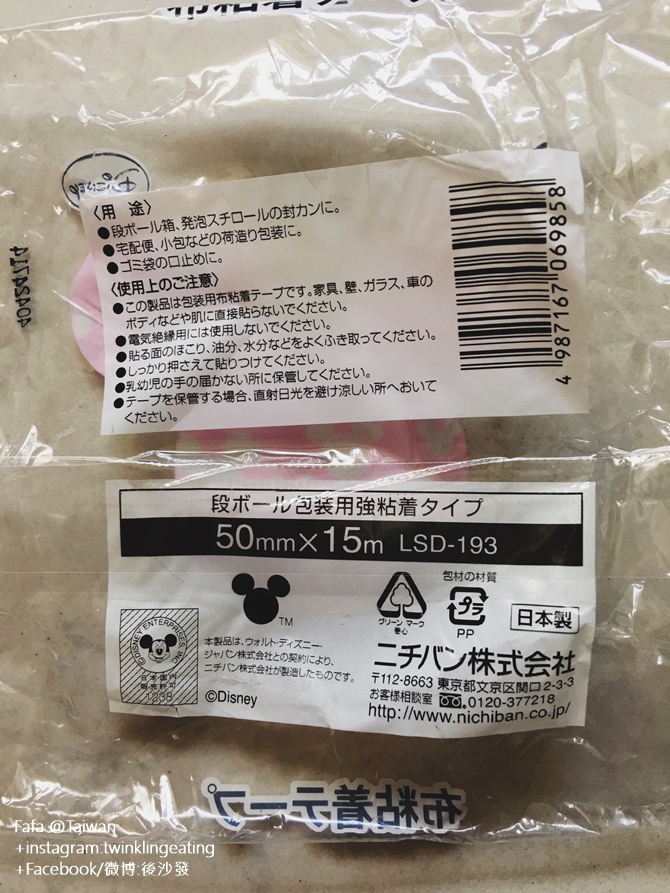 布粘着テープ
Disney
〈用　途〉
●段ボール箱、発泡スチロールの封カンに。
●宅配便、小包などの荷造り包装に。
●ゴミ袋の口止めに。
〈使用上のご注意〉
●この製品は包装用布粘着テープです。家具、壁、ガラス、車の
ボディなどや肌に直接貼らないでください。
●電気絶縁用には使用しないでください。
●貼る面のほこり、油分、水分などをよくふき取ってください。
●しっかり押さえて貼りつけてください。
●乳幼児の手の届かない所に保管してください。
●テープを保管する場合、直射日光を避け涼しい所へおいて
ください。
4 987167 069858
段ボール包装用強粘着タイプ
50mm×15m LSD-193
TM
グリーン マーク
巻心
包材の材質
プラ
PP
日本製
©DISNEY ENTERPRISES, INC.
日本国内
販売許可
1238
本製品は、ウォルト・ディズニー・
ジャパン株式会社との契約により、
ニチバン株式会社が製造したものです。
©Disney
ニチバン株式会社
〒112-8663 東京都文京区関口2-3-3
お客様相談室 0120-377218
http://www.nichiban.co.jp/
布粘着テープ
Fafa @Taiwan
+instagram:twinklingeating
+Facebook/微博:後沙發